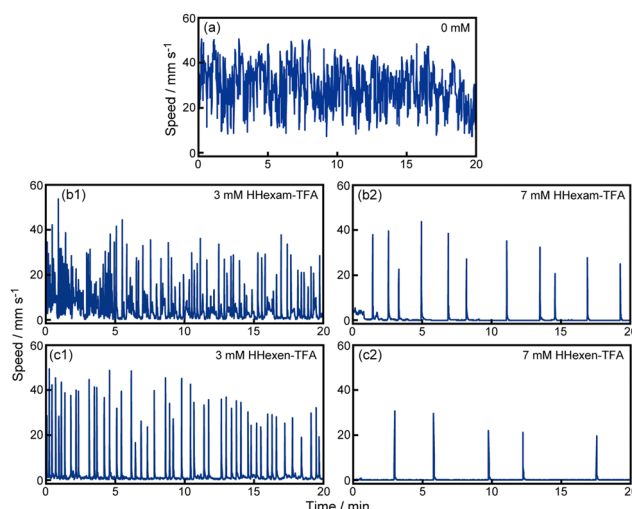 (a) 0 mM
60
40
20
0
Speed / mm s⁻¹
0 5 10 15 20
(b1) 3 mM HHexam-TFA
60
40
20
0
0 5 10 15 20
(b2) 7 mM HHexam-TFA
60
40
20
0
0 5 10 15 20
Speed / mm s⁻¹
(c1) 3 mM HHexen-TFA
60
40
20
0
0 5 10 15 20
(c2) 7 mM HHexen-TFA
60
40
20
0
0 5 10 15 20
Time / min